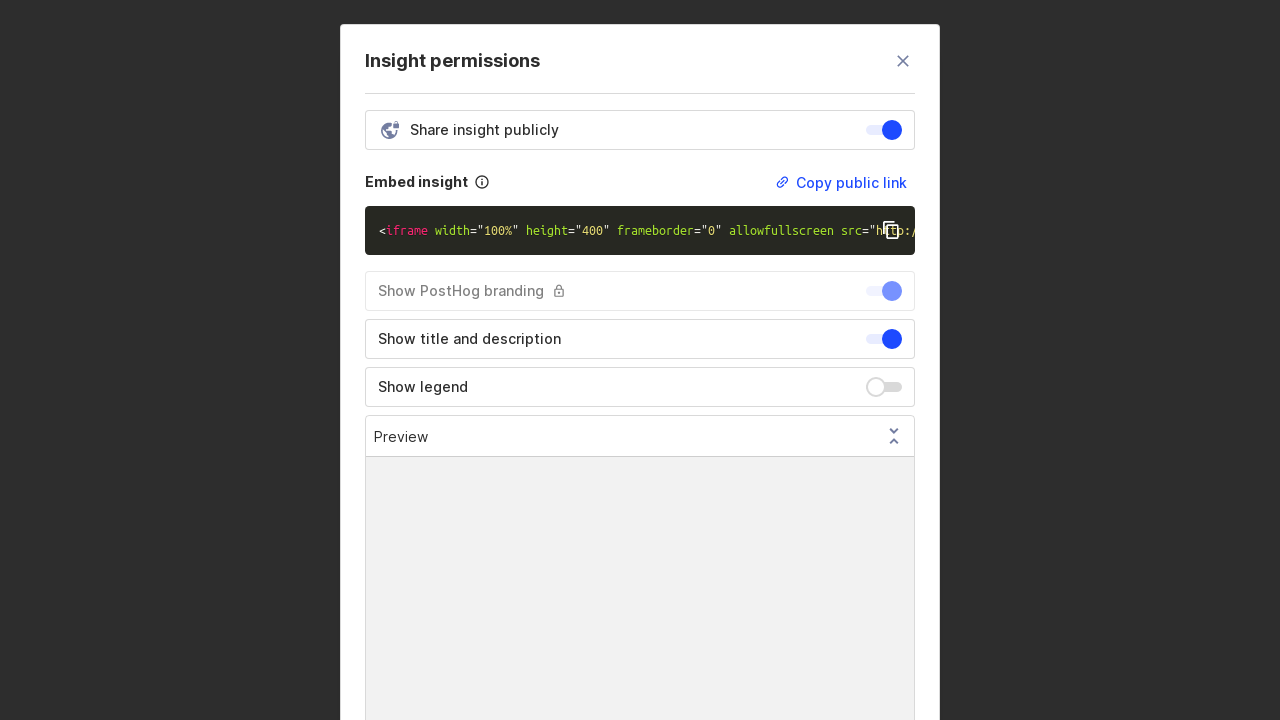 Insight permissions
Share insight publicly
Embed insight
Copy public link
<iframe width="100%" height="400" frameborder="0" allowfullscreen src="http:/
Show PostHog branding
Show title and description
Show legend
Preview